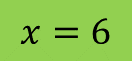 x = 6